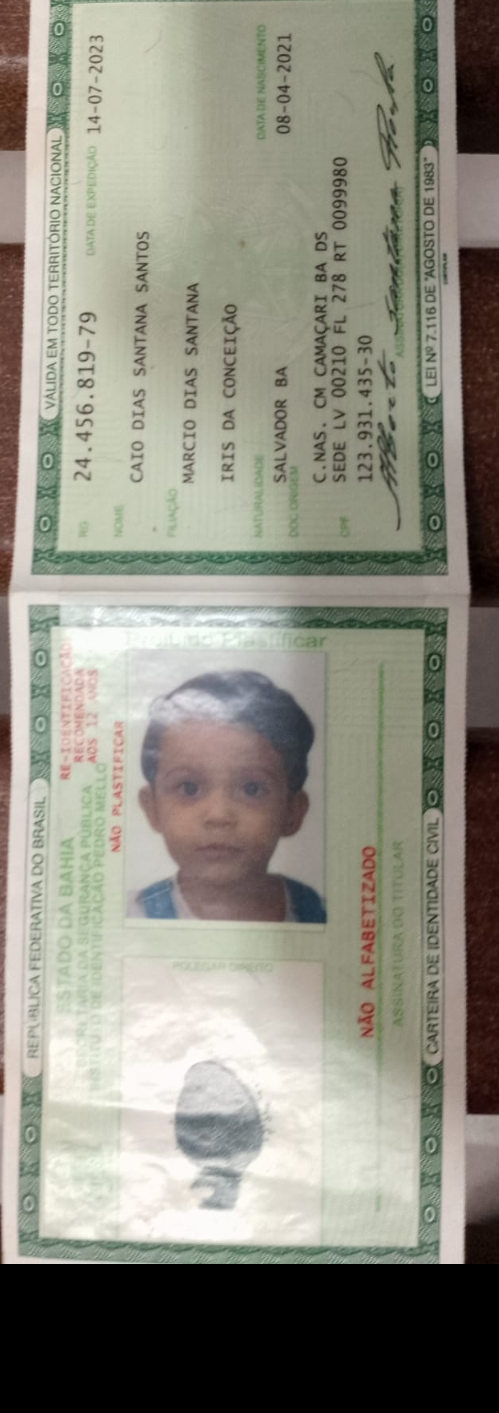 VÁLIDA EM TODO TERRITÓRIO NACIONAL
RG 24.456.819-79 DATA DE EXPEDIÇÃO 14-07-2023
NOME CAIO DIAS SANTANA SANTOS
FILIAÇÃO MARCIO DIAS SANTANA
IRIS DA CONCEIÇÃO
NATURALIDADE SALVADOR BA DATA DE NASCIMENTO 08-04-2021
DOC ORIGEM C.NAS. CM CAMAÇARI BA DS
SEDE LV 00210 FL 278 RT 0099980
CPF 123.931.435-30
LEI Nº 7.116 DE AGOSTO DE 1983
REPÚBLICA FEDERATIVA DO BRASIL
ESTADO DA BAHIA
SECRETARIA DA SEGURANÇA PÚBLICA
INSTITUTO DE IDENTIFICAÇÃO PEDRO MELLO
RE-IDENTIFICAÇÃO
RECOMENDADA
AOS 12 ANOS
NÃO PLASTIFICAR
Proibido Plastificar
POLEGAR DIREITO
NÃO ALFABETIZADO
ASSINATURA DO TITULAR
CARTEIRA DE IDENTIDADE CIVIL